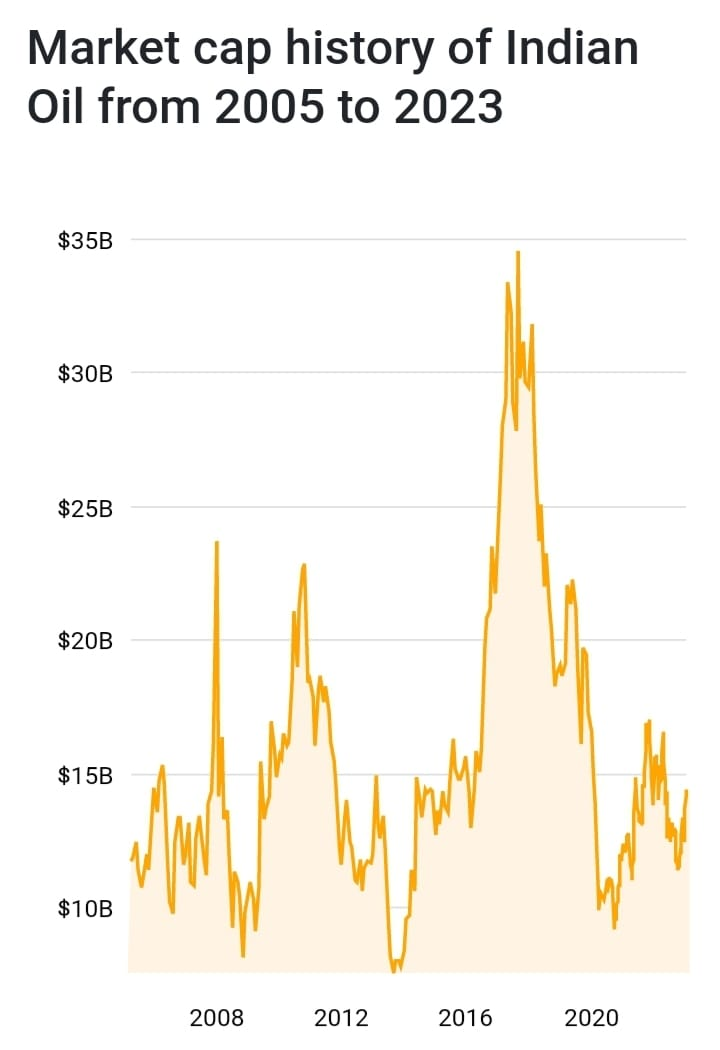 Market cap history of Indian
Oil from 2005 to 2023
$35B
$30B
$25B
$20B
$15B
$10B
2008 2012 2016 2020